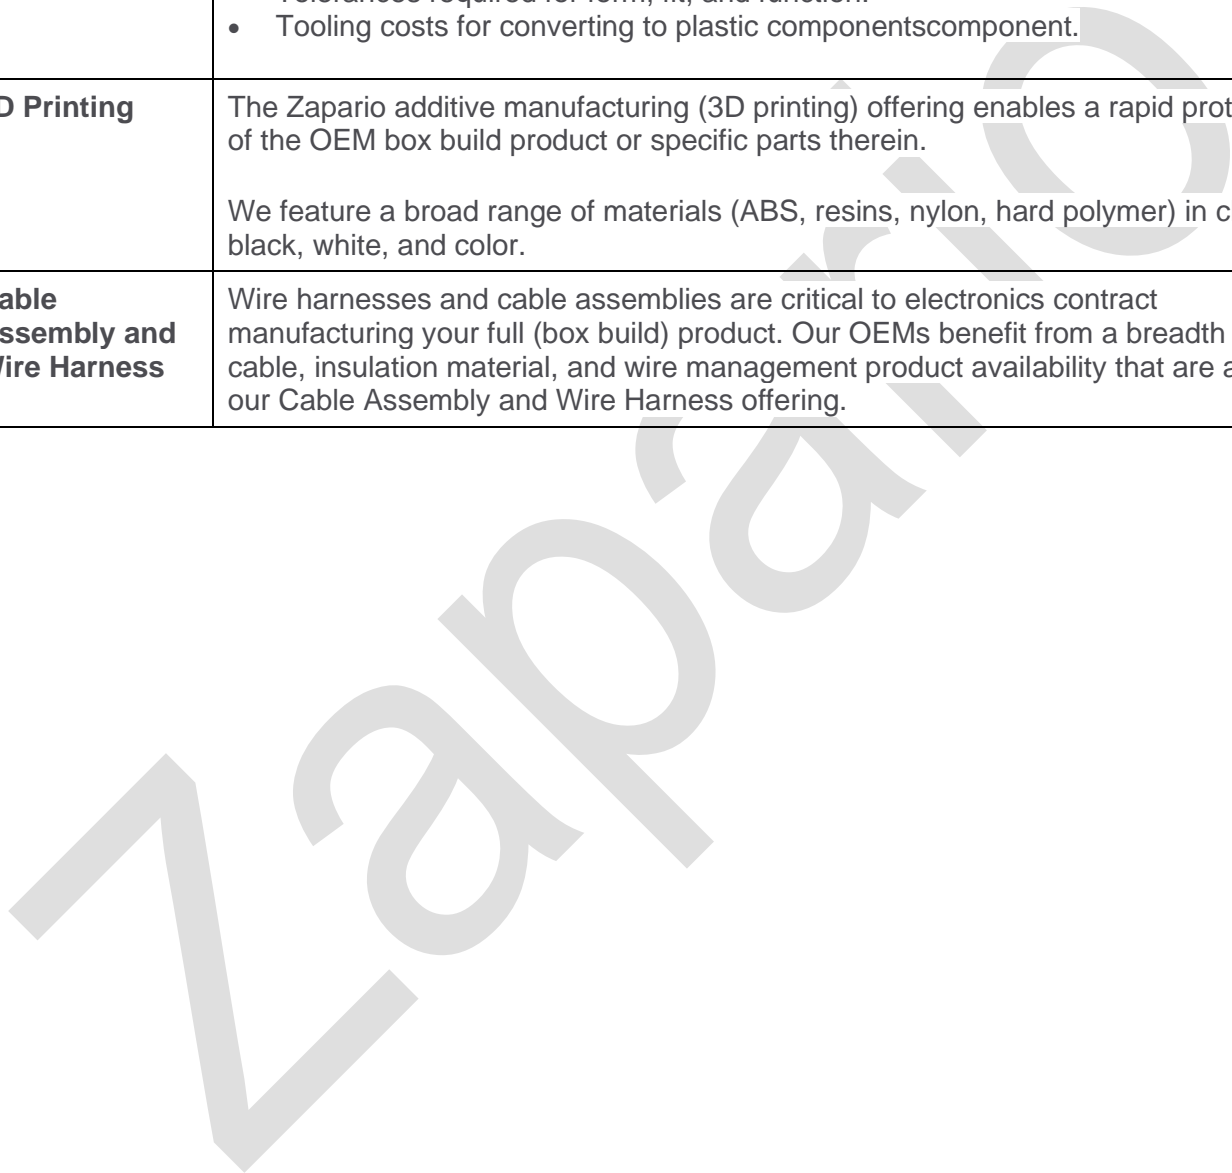 Tolerances required for form, fit, and function.
• Tooling costs for converting to plastic componentscomponent.
D Printing
The Zapario additive manufacturing (3D printing) offering enables a rapid prot
of the OEM box build product or specific parts therein.
We feature a broad range of materials (ABS, resins, nylon, hard polymer) in c
black, white, and color.
able
ssembly and
Wire Harness
Wire harnesses and cable assemblies are critical to electronics contract
manufacturing your full (box build) product. Our OEMs benefit from a breadth
cable, insulation material, and wire management product availability that are a
our Cable Assembly and Wire Harness offering.
Zapario